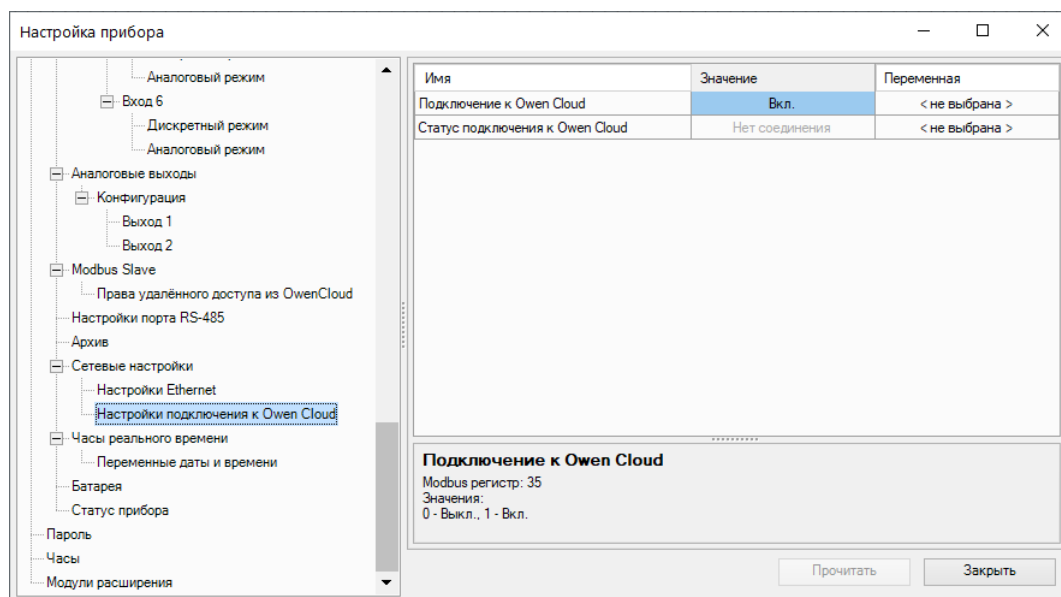 Настройка прибора
Аналоговый режим
Вход 6
Дискретный режим
Аналоговый режим
Аналоговые выходы
Конфигурация
Выход 1
Выход 2
Modbus Slave
Права удалённого доступа из OwenCloud
Настройки порта RS-485
Архив
Сетевые настройки
Настройки Ethernet
Настройки подключения к Owen Cloud
Часы реального времени
Переменные даты и времени
Батарея
Статус прибора
Пароль
Часы
Модули расширения
Имя Значение Переменная
Подключение к Owen Cloud Вкл. < не выбрана >
Статус подключения к Owen Cloud Нет соединения < не выбрана >
Подключение к Owen Cloud
Modbus регистр: 35
Значения:
0 - Выкл., 1 - Вкл.
Прочитать Закрыть